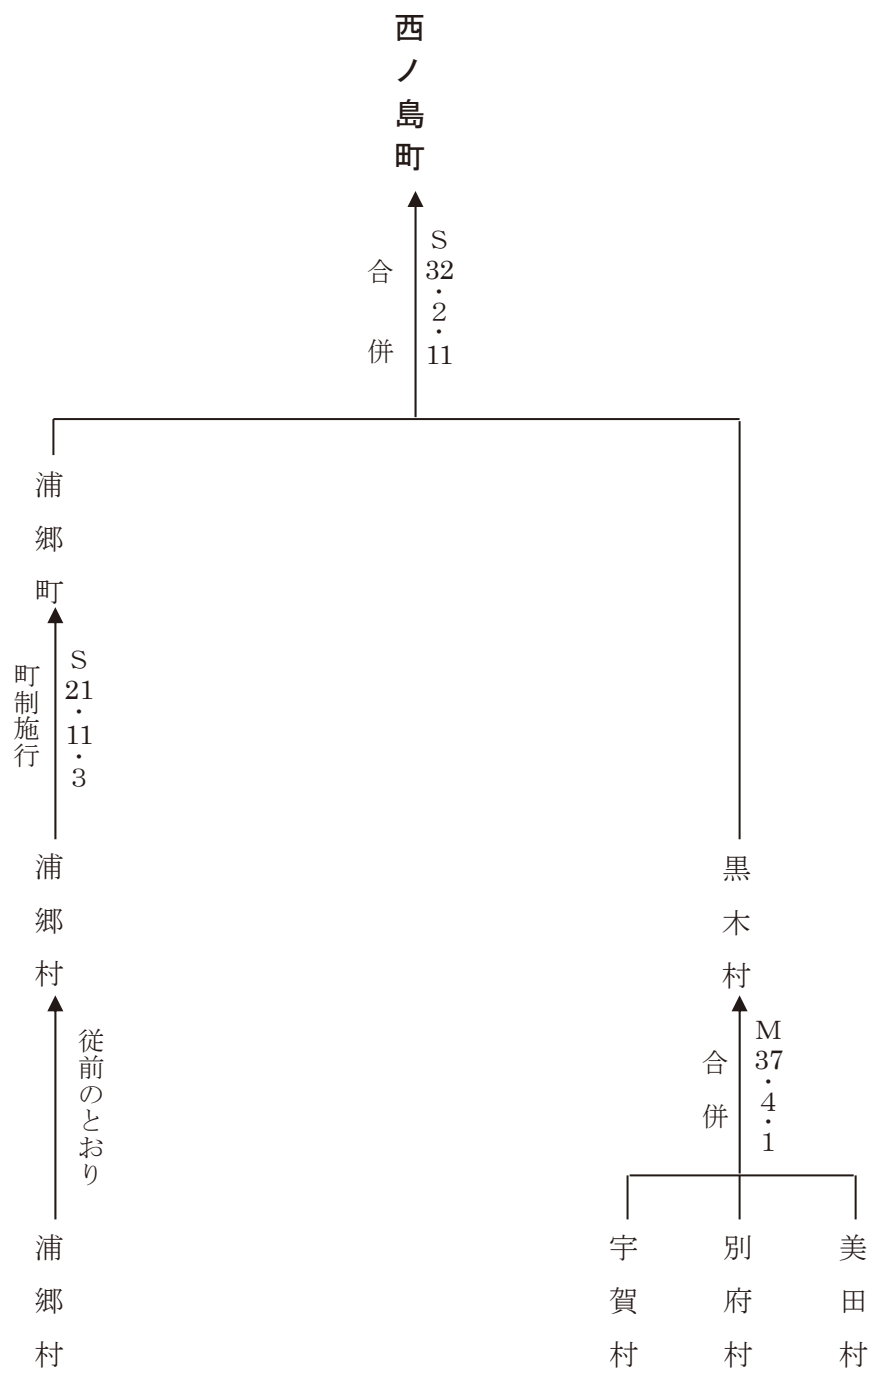 西ノ島町
S32・2・11
合併
浦郷町
S21・11・3
町制施行
浦郷村
黒木村
従前のとおり
M37・4・1
合併
浦郷村
宇賀村
別府村
美田村